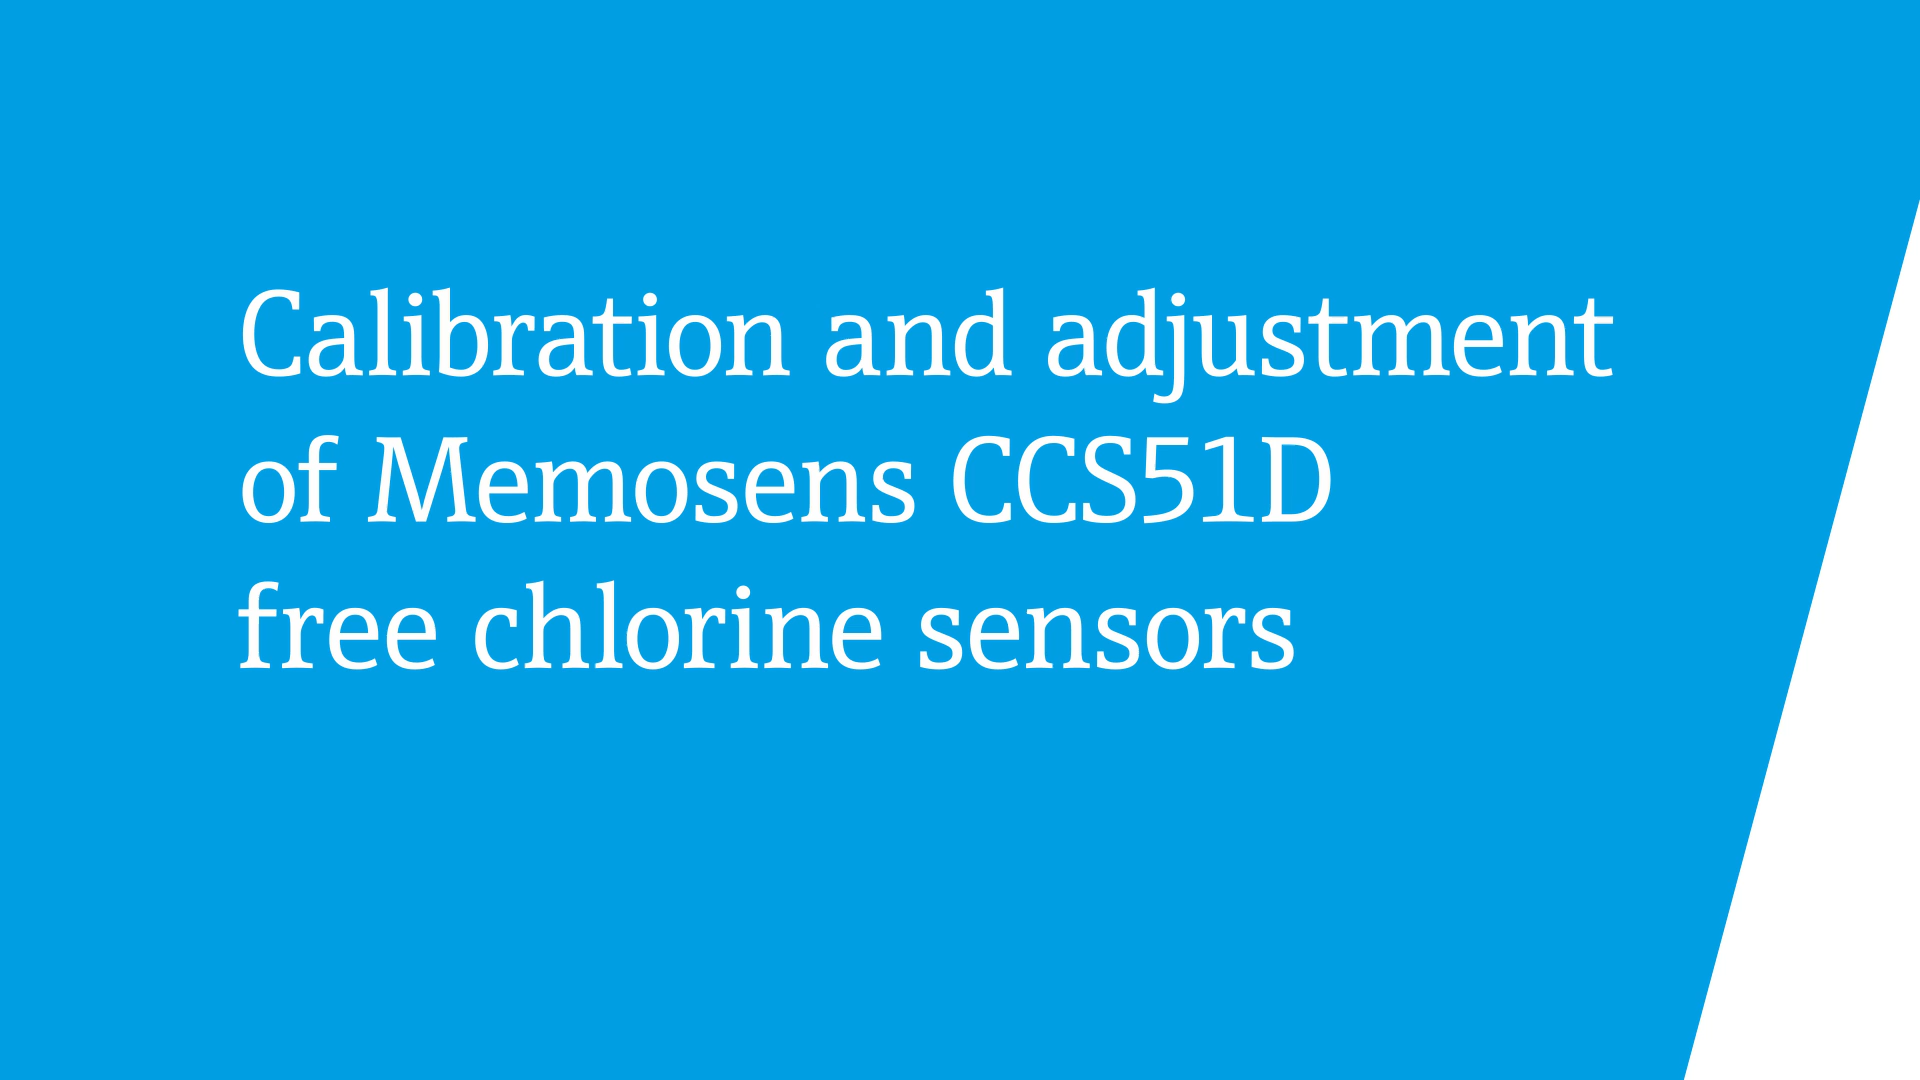 Calibration and adjustment
of Memosens CCS51D
free chlorine sensors